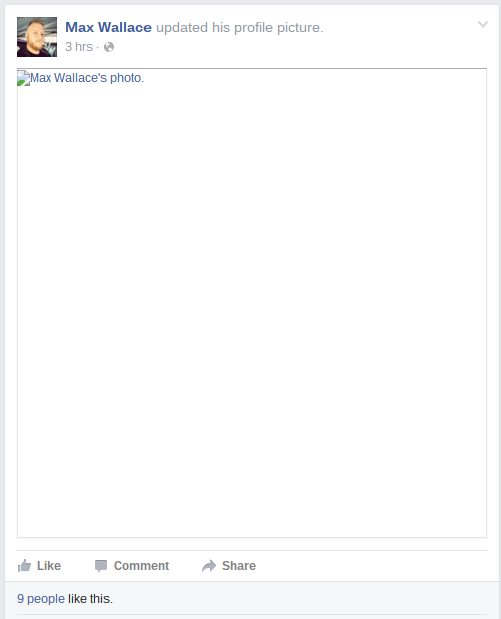 Max Wallace updated his profile picture.
3 hrs ·
Max Wallace's photo.
Like Comment Share
9 people like this.